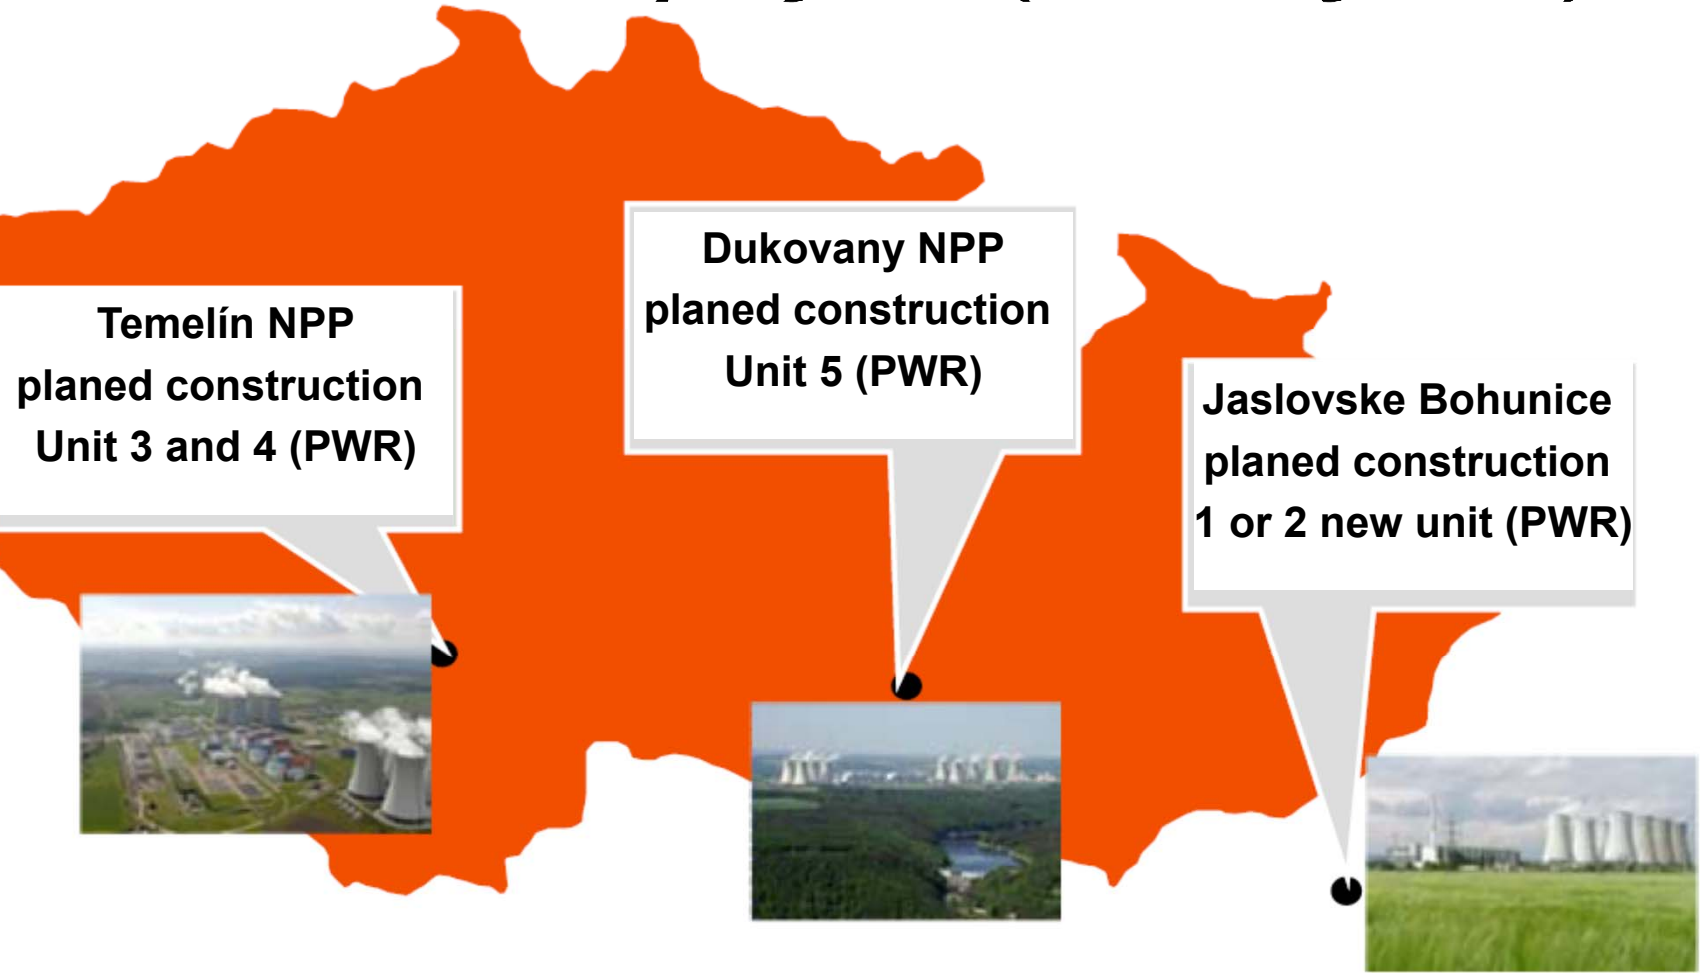 Temelín NPP
planed construction
Unit 3 and 4 (PWR)
Dukovany NPP
planed construction
Unit 5 (PWR)
Jaslovske Bohunice
planed construction
1 or 2 new unit (PWR)